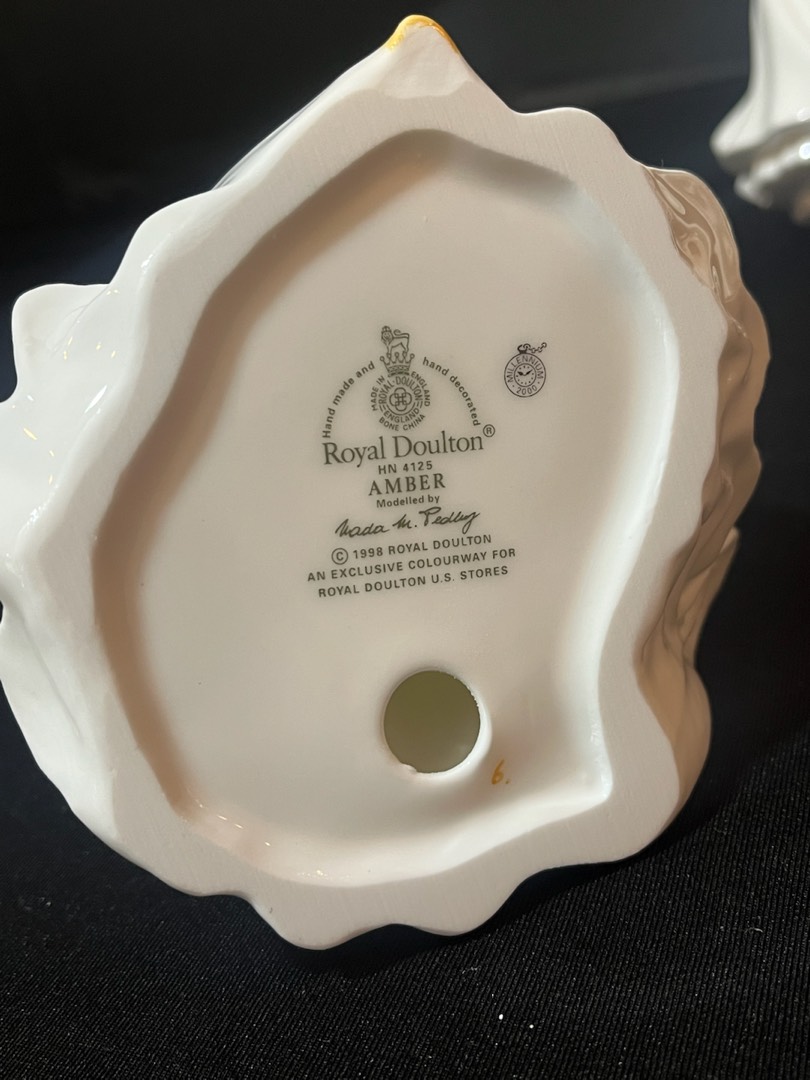 Hand made and hand decorated
MADE IN ENGLAND
ROYAL·DOULTON
ENGLAND
BONE CHINA
Royal Doulton®
HN 4125
AMBER
Modelled by
Nada M. Pedley
© 1998 ROYAL DOULTON
AN EXCLUSIVE COLOURWAY FOR
ROYAL DOULTON U.S. STORES
MILLENNIUM
2000
6.